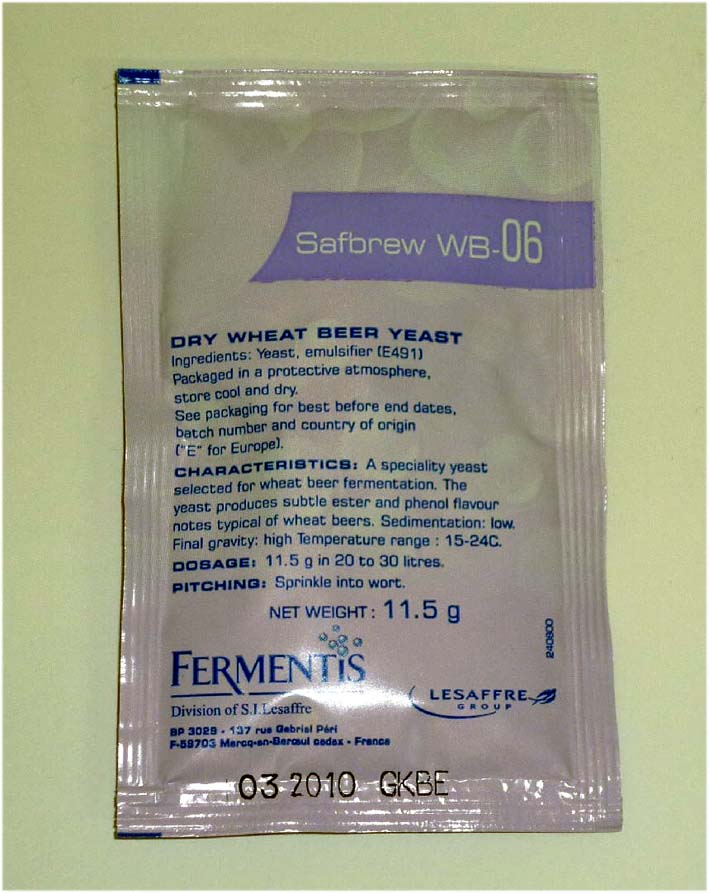 Safbrew WB-06
DRY WHEAT BEER YEAST
Ingredients: Yeast, emulsifier (E491)
Packaged in a protective atmosphere,
store cool and dry.
See packaging for best before end dates,
batch number and country of origin
("E" for Europe).
CHARACTERISTICS: A speciality yeast
selected for wheat beer fermentation. The
yeast produces subtle ester and phenol flavour
notes typical of wheat beers. Sedimentation: low.
Final gravity: high Temperature range : 15-24C.
DOSAGE: 11.5 g in 20 to 30 litres.
PITCHING: Sprinkle into wort.
NET WEIGHT : 11.5 g
1240800
FERMENTIS
Division of S.I.Lesaffre
LESAFFRE
GROUP
BP 3029 - 137 rue Gabriel Péri
F-59703 Marcq-en-Barœul cedex - France
03 2010 GKBE